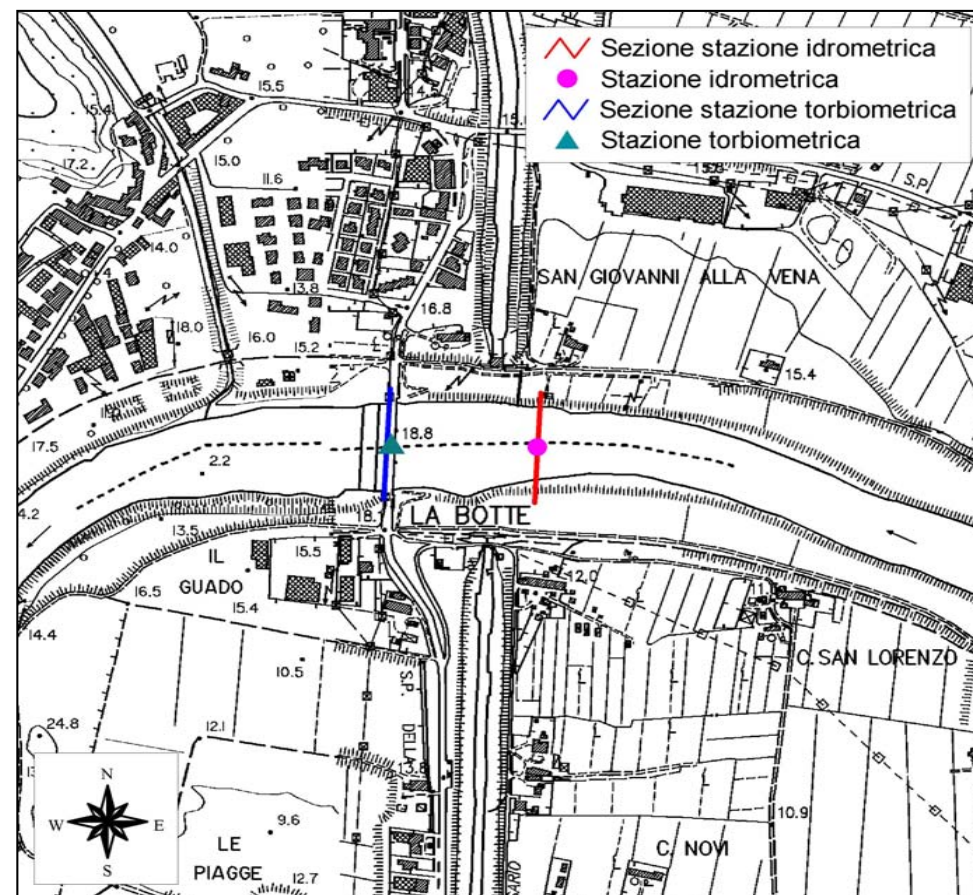 Sezione stazione idrometrica
Stazione idrometrica
Sezione stazione torbiometrica
Stazione torbiometrica
15.5
15.4
17.2
15.0
11.6
S.P.
14.0
SAN GIOVANNI ALLA VENA
13.8
16.8
18.0
16.0
15.2
15.4
17.5
18.8
2.2
4.2
13.5
18.
LA BOTTE
IL
GUADO
15.5
12.0
16.5
15.4
14.4
C. SAN LORENZO
10.5
S.P.
DELLA
24.8
12.1
13.8
10.9
N
W E
S
9.6
LE
PIAGGE
12.7
C. NOVI